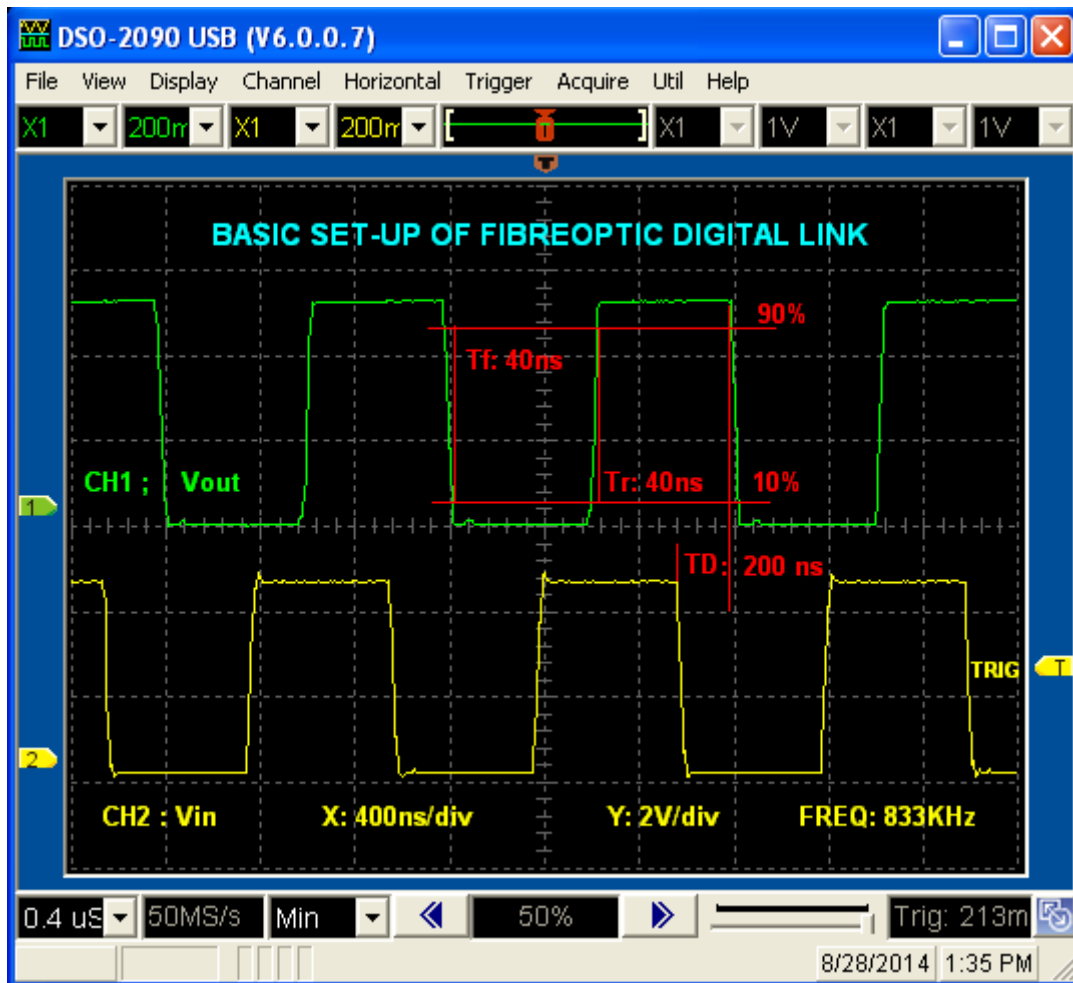 DSO-2090 USB (V6.0.0.7)
File View Display Channel Horizontal Trigger Acquire Util Help
X1 200m X1 200m T X1 1V X1 1V
T
BASIC SET-UP OF FIBREOPTIC DIGITAL LINK
90%
Tf: 40ns
CH1 ; Vout
Tr: 40ns 10%
1
TD: 200 ns
TRIG T
2
CH2 : Vin X: 400ns/div Y: 2V/div FREQ: 833KHz
0.4 uS 50MS/s Min 50% Trig: 213m
8/28/2014 1:35 PM